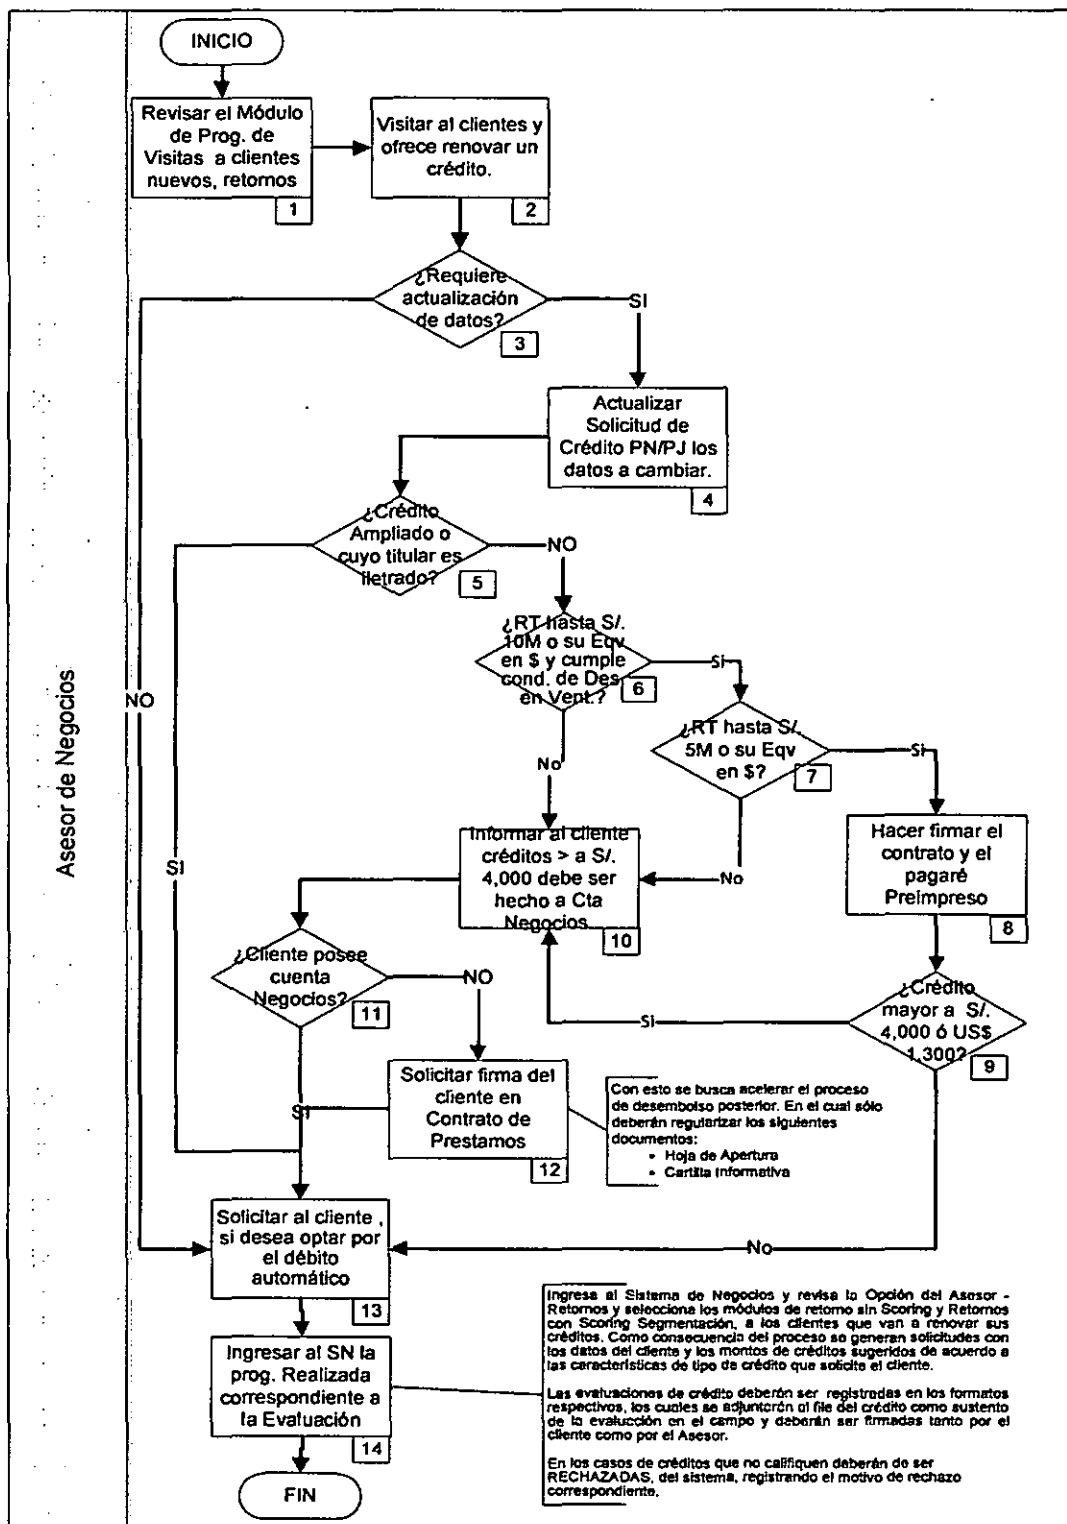 INICIO
Revisar el Módulo
de Prog. de
Visitas a clientes
nuevos, retornos
1
Visitar al clientes y
ofrece renovar un
crédito.
2
¿Requiere
actualización
de datos?
3
SI
NO
Actualizar
Solicitud de
Crédito PN/PJ los
datos a cambiar.
4
¿Crédito
Ampliado o
cuyo titular es
iletrado?
5
NO
SI
¿RT hasta S/.
10M o su Eqv
en $ y cumple
cond. de Des
en Vent.?
6
Si
No
¿RT hasta S/.
5M o su Eqv
en $?
7
Si
No
Hacer firmar el
contrato y el
pagaré
Preimpreso
8
Informar al cliente
créditos > a S/.
4,000 debe ser
hecho a Cta
Negocios
10
¿Crédito
mayor a S/.
4,000 ó US$
1,300?
9
Si
No
¿Cliente posee
cuenta
Negocios?
11
NO
SI
Solicitar firma del
cliente en
Contrato de
Prestamos
12
Con esto se busca acelerar el proceso
de desembolso posterior. En el cual sólo
deberán regularizar los siguientes
documentos:
• Hoja de Apertura
• Cartilla Informativa
Solicitar al cliente ,
si desea optar por
el débito
automático
13
Ingresar al SN la
prog. Realizada
correspondiente a
la Evaluación
14
Ingresa al Sistema de Negocios y revisa la Opción del Asesor -
Retornos y selecciona los módulos de retorno sin Scoring y Retornos
con Scoring Segmentación, a los clientes que van a renovar sus
créditos. Como consecuencia del proceso se generan solicitudes con
los datos del cliente y los montos de créditos sugeridos de acuerdo a
las características de tipo de crédito que solicite el cliente.
Las evaluaciones de crédito deberán ser registradas en los formatos
respectivos, los cuales se adjuntarán al file del crédito como sustento
de la evaluación en el campo y deberán ser firmadas tanto por el
cliente como por el Asesor.
En los casos de créditos que no califiquen deberán de ser
RECHAZADAS, del sistema, registrando el motivo de rechazo
correspondiente.
FIN
Asesor de Negocios